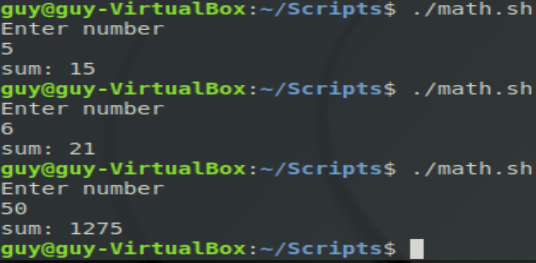 guy@guy-VirtualBox:~/Scripts$ ./math.sh
Enter number
5
sum: 15
guy@guy-VirtualBox:~/Scripts$ ./math.sh
Enter number
6
sum: 21
guy@guy-VirtualBox:~/Scripts$ ./math.sh
Enter number
50
sum: 1275
guy@guy-VirtualBox:~/Scripts$